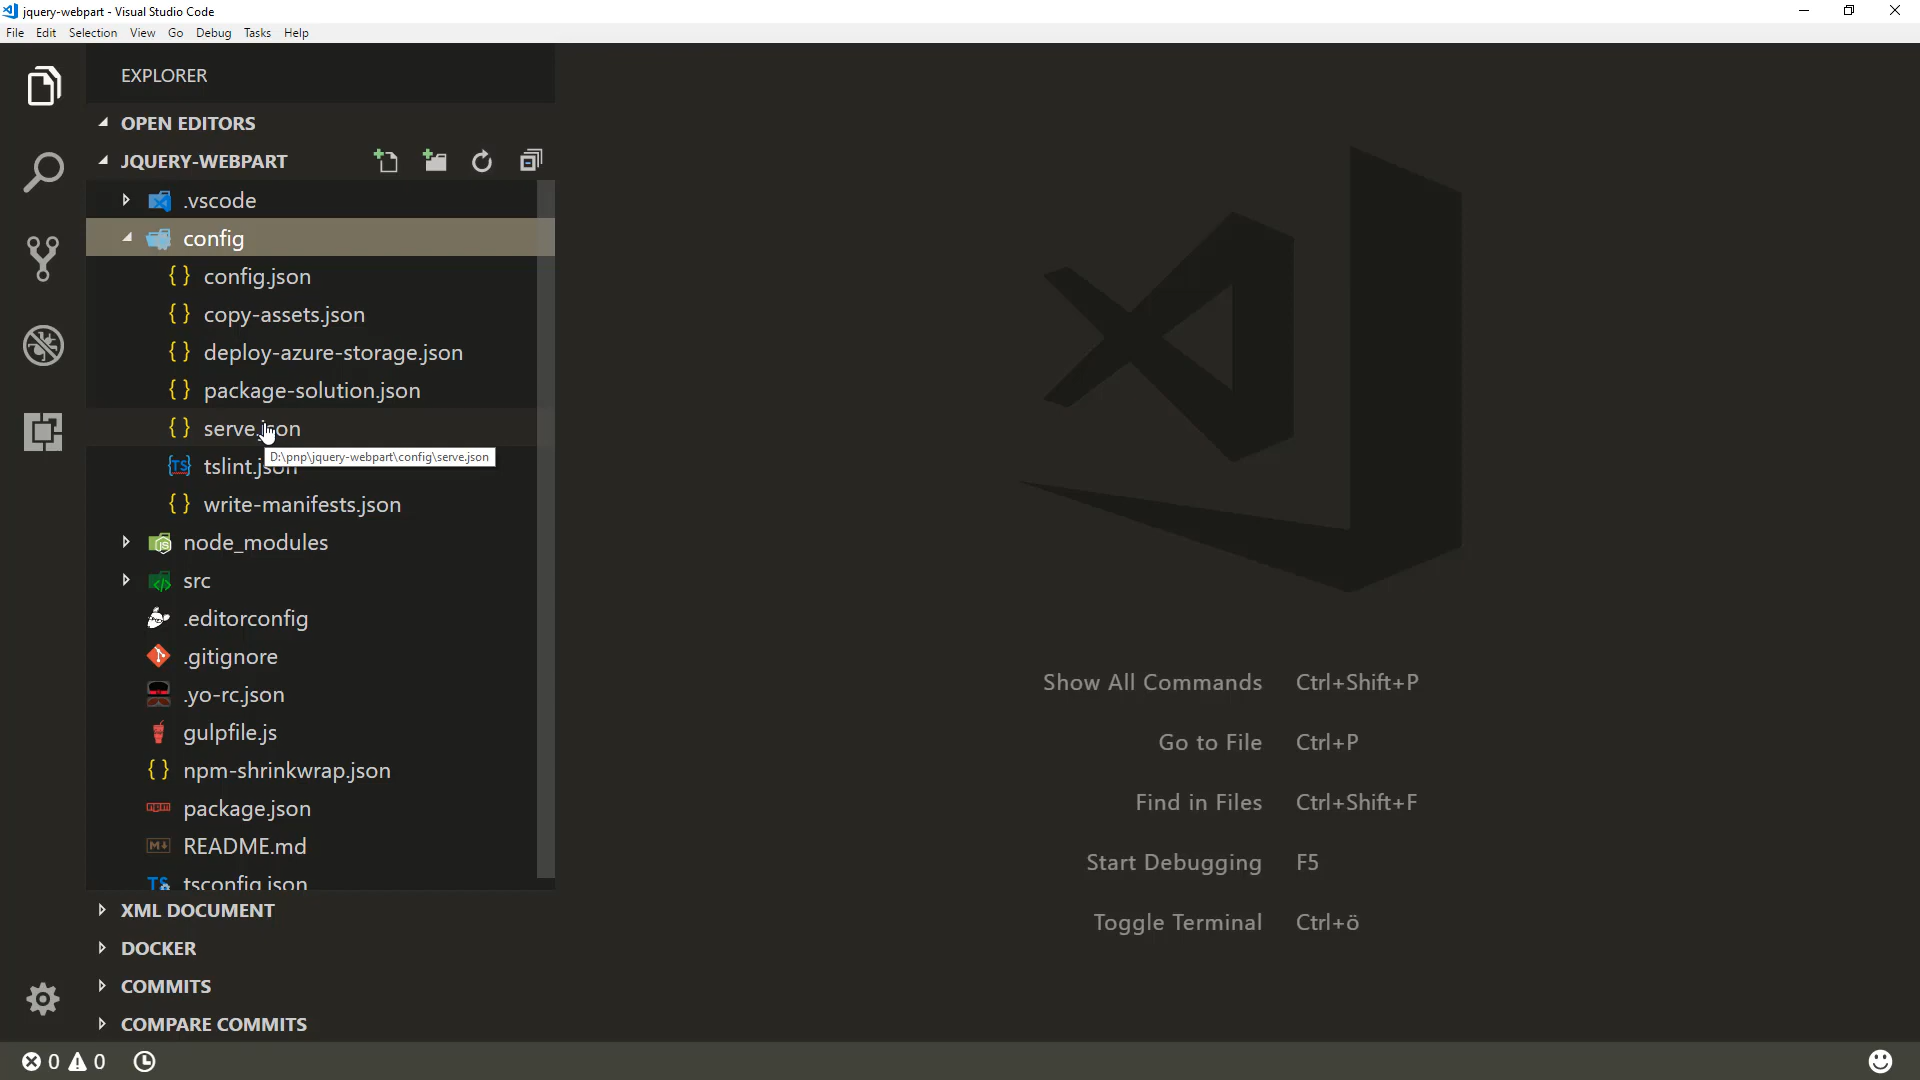 jquery-webpart - Visual Studio Code
File Edit Selection View Go Debug Tasks Help
EXPLORER
OPEN EDITORS
JQUERY-WEBPART
.vscode
config
config.json
copy-assets.json
deploy-azure-storage.json
package-solution.json
serve.json
D:\pnp\jquery-webpart\config\serve.json
tslint.json
write-manifests.json
node_modules
src
.editorconfig
.gitignore
.yo-rc.json
gulpfile.js
npm-shrinkwrap.json
package.json
README.md
tsconfig.json
XML DOCUMENT
DOCKER
COMMITS
COMPARE COMMITS
Show All Commands Ctrl+Shift+P
Go to File Ctrl+P
Find in Files Ctrl+Shift+F
Start Debugging F5
Toggle Terminal Ctrl+ö
0 0